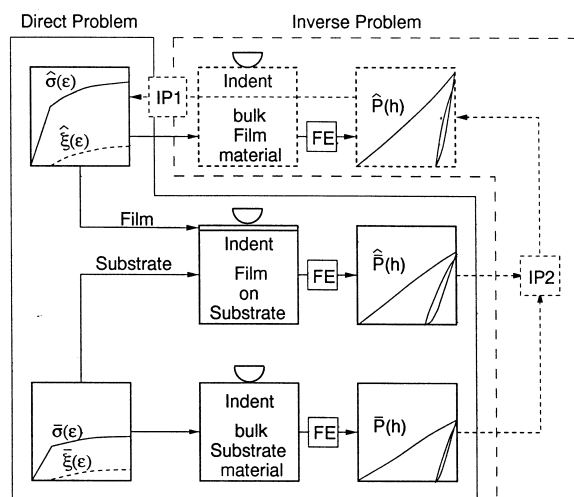 Direct Problem
Inverse Problem
σ̂(ε)
ξ̂(ε)
IP1
Indent
bulk
Film
material
FE
P̂(h)
Film
Substrate
Indent
Film
on
Substrate
FE
P̂̄(h)
IP2
σ̄(ε)
ξ̄(ε)
Indent
bulk
Substrate
material
FE
P̄(h)